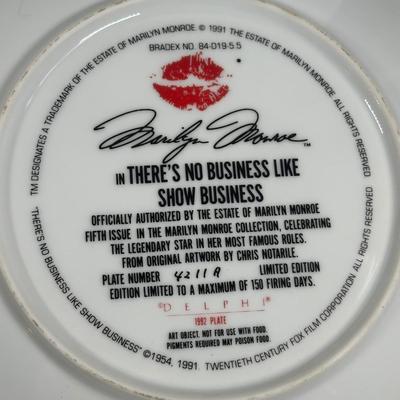 TM DESIGNATES A TRADEMARK OF THE ESTATE OF MARILYN MONROE. © 1991 THE ESTATE OF MARILYN MONROE ALL RIGHTS RESERVED
BRADEX NO. 84-D19-5.5
Marilyn Monroe™
IN THERE'S NO BUSINESS LIKE
SHOW BUSINESS
OFFICIALLY AUTHORIZED BY THE ESTATE OF MARILYN MONROE
FIFTH ISSUE IN THE MARILYN MONROE COLLECTION, CELEBRATING
THE LEGENDARY STAR IN HER MOST FAMOUS ROLES.
FROM ORIGINAL ARTWORK BY CHRIS NOTARILE.
PLATE NUMBER 4211A LIMITED EDITION
EDITION LIMITED TO A MAXIMUM OF 150 FIRING DAYS.
©DELPHI®
1992 PLATE
ART OBJECT. NOT FOR USE WITH FOOD.
PIGMENTS REQUIRED MAY POISON FOOD.
"THERE'S NO BUSINESS LIKE SHOW BUSINESS" ©1954, 1991. TWENTIETH CENTURY FOX FILM CORPORATION. ALL RIGHTS RESERVED.